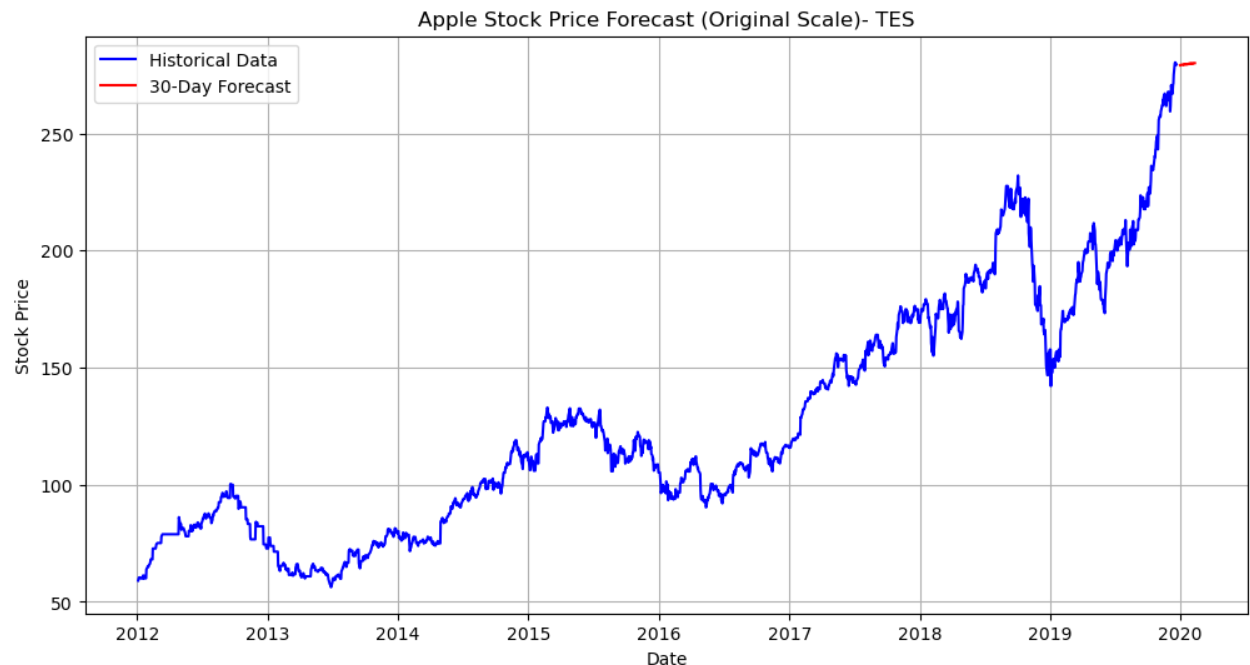 Apple Stock Price Forecast (Original Scale)- TES
Historical Data
30-Day Forecast
Stock Price
250
200
150
100
50
2012 2013 2014 2015 2016 2017 2018 2019 2020
Date